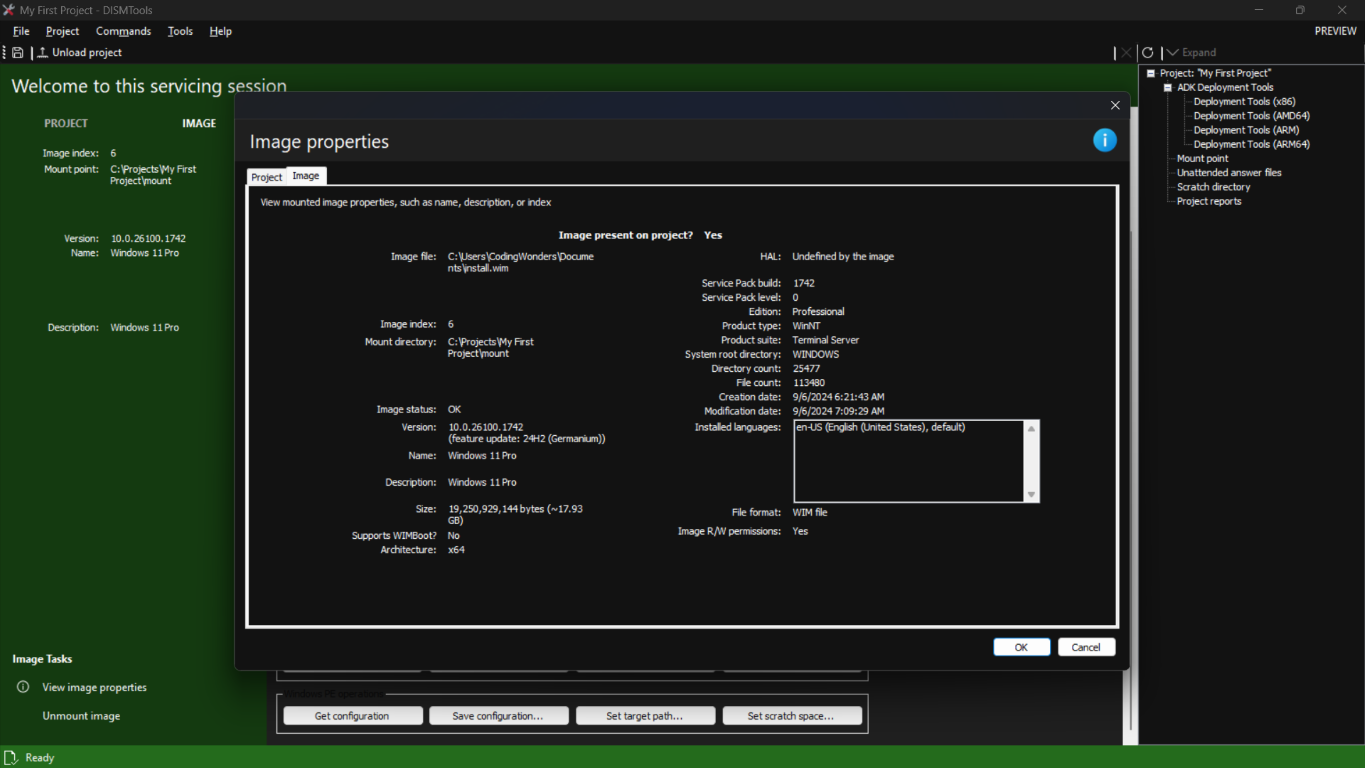 My First Project - DISMTools
File Project Commands Tools Help
PREVIEW
Unload project
Expand
Welcome to this servicing session
PROJECT
IMAGE
Image index: 6
Mount point: C:\Projects\My First
Project\mount
Version: 10.0.26100.1742
Name: Windows 11 Pro
Description: Windows 11 Pro
Image Tasks
View image properties
Unmount image
Image properties
Project
Image
View mounted image properties, such as name, description, or index
Image present on project? Yes
Image file: C:\Users\CodingWonders\Docume
nts\install.wim
Image index: 6
Mount directory: C:\Projects\My First
Project\mount
Image status: OK
Version: 10.0.26100.1742
(feature update: 24H2 (Germanium))
Name: Windows 11 Pro
Description: Windows 11 Pro
Size: 19,250,929,144 bytes (~17.93
GB)
Supports WIMBoot? No
Architecture: x64
HAL: Undefined by the image
Service Pack build: 1742
Service Pack level: 0
Edition: Professional
Product type: WinNT
Product suite: Terminal Server
System root directory: WINDOWS
Directory count: 25477
File count: 113480
Creation date: 9/6/2024 6:21:43 AM
Modification date: 9/6/2024 7:09:29 AM
Installed languages: en-US (English (United States), default)
File format: WIM file
Image R/W permissions: Yes
OK
Cancel
Windows PE operations
Get configuration
Save configuration...
Set target path...
Set scratch space...
Project: "My First Project"
ADK Deployment Tools
Deployment Tools (x86)
Deployment Tools (AMD64)
Deployment Tools (ARM)
Deployment Tools (ARM64)
Mount point
Unattended answer files
Scratch directory
Project reports
Ready